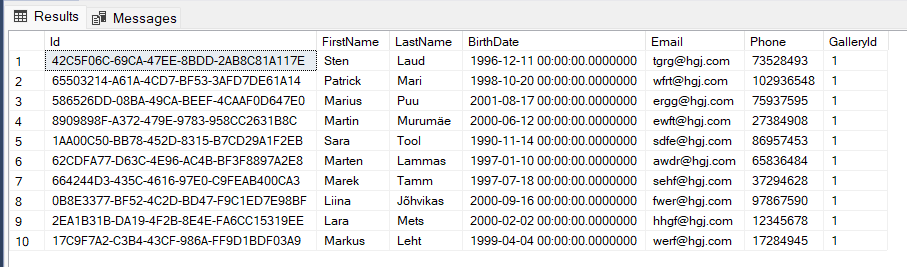 Results Messages
Id FirstName LastName BirthDate Email Phone GalleryId
1 42C5F06C-69CA-47EE-8BDD-2AB8C81A117E Sten Laud 1996-12-11 00:00:00.0000000 tgrg@hgj.com 73528493 1
2 65503214-A61A-4CD7-BF53-3AFD7DE61A14 Patrick Mari 1998-10-20 00:00:00.0000000 wfrt@hgj.com 102936548 1
3 586526DD-08BA-49CA-BEEF-4CAAF0D647E0 Marius Puu 2001-08-17 00:00:00.0000000 ergg@hgj.com 75937595 1
4 8909898F-A372-479E-9783-958CC2631B8C Martin Murumäe 2000-06-12 00:00:00.0000000 ewft@hgj.com 27384908 1
5 1AA00C50-BB78-452D-8315-B7CD29A1F2EB Sara Tool 1990-11-14 00:00:00.0000000 sdfe@hgj.com 86957453 1
6 62CDFA77-D63C-4E96-AC4B-BF3F8897A2E8 Marten Lammas 1997-01-10 00:00:00.0000000 awdr@hgj.com 65836484 1
7 664244D3-435C-4616-97E0-C9FEAB400CA3 Marek Tamm 1997-07-18 00:00:00.0000000 sehf@hgj.com 37294628 1
8 0B8E3377-BF52-4C2D-BD47-F9C1ED7E98BF Liina Jõhvikas 2000-09-16 00:00:00.0000000 fwer@hgj.com 97867590 1
9 2EA1B31B-DA19-4F2B-8E4E-FA6CC15319EE Lara Mets 2000-02-02 00:00:00.0000000 hhgf@hgj.com 12345678 1
10 17C9F7A2-C3B4-43CF-986A-FF9D1BDF03A9 Markus Leht 1999-04-04 00:00:00.0000000 werf@hgj.com 17284945 1